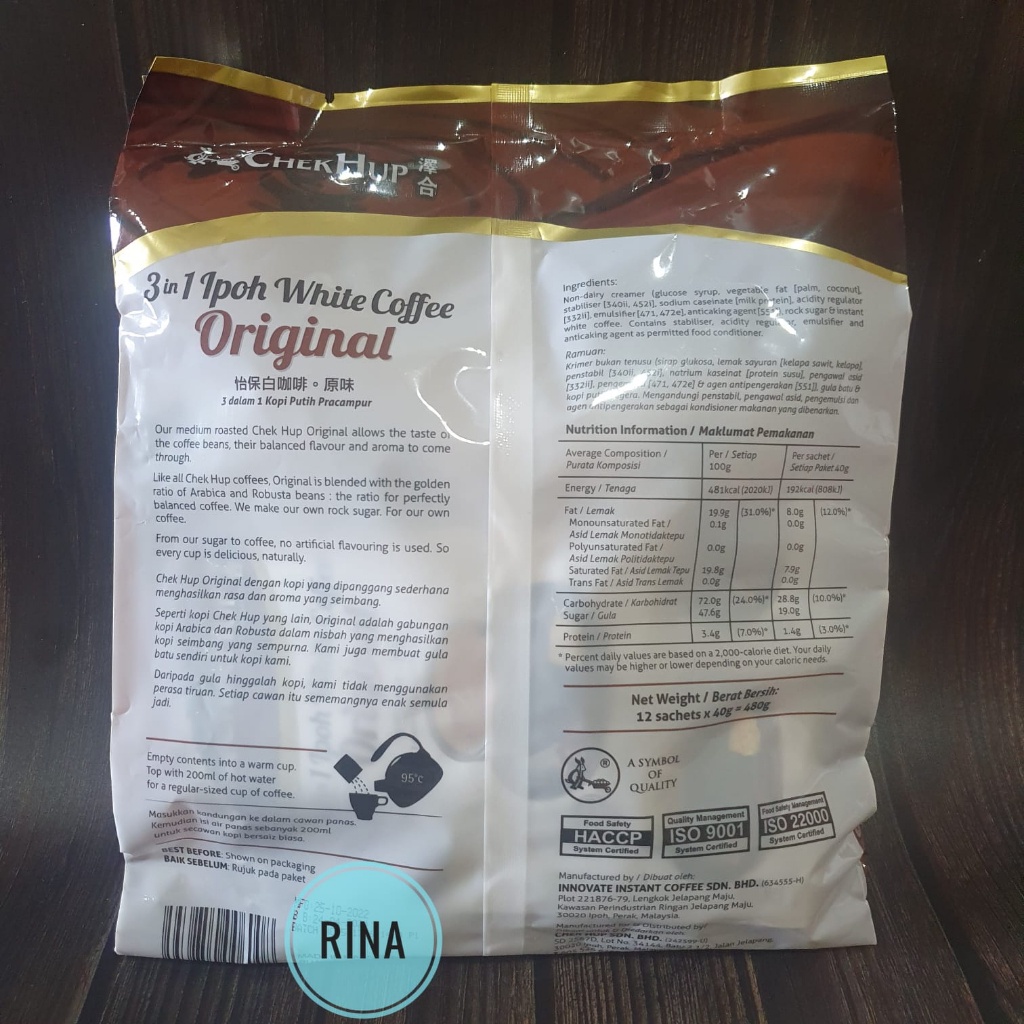 CHEK HUP 澤合
3 in 1 Ipoh White Coffee
Original
怡保白咖啡。原味
3 dalam 1 Kopi Putih Pracampur
Our medium roasted Chek Hup Original allows the taste of
the coffee beans, their balanced flavour and aroma to come
through.
Like all Chek Hup coffees, Original is blended with the golden
ratio of Arabica and Robusta beans : the ratio for perfectly
balanced coffee. We make our own rock sugar. For our own
coffee.
From our sugar to coffee, no artificial flavouring is used. So
every cup is delicious, naturally.
Chek Hup Original dengan kopi yang dipanggang sederhana
menghasilkan rasa dan aroma yang seimbang.
Seperti kopi Chek Hup yang lain, Original adalah gabungan
kopi Arabica dan Robusta dalam nisbah yang menghasilkan
kopi seimbang yang sempurna. Kami juga membuat gula
batu sendiri untuk kopi kami.
Daripada gula hinggalah kopi, kami tidak menggunakan
perasa tiruan. Setiap cawan itu sememangnya enak semula
jadi.
Empty contents into a warm cup.
Top with 200ml of hot water
for a regular-sized cup of coffee.
95°c
Masukkan kandungan ke dalam cawan panas.
Kemudian isi air panas sebanyak 200ml
untuk secawan kopi bersaiz biasa.
BEST BEFORE: Shown on packaging
BAIK SEBELUM: Rujuk pada paket
26-10-2022
RINA
Ingredients:
Non-dairy creamer (glucose syrup, vegetable fat [palm, coconut],
stabiliser [340ii, 452i], sodium caseinate [milk protein], acidity regulator
[332ii], emulsifier [471, 472e], anticaking agent rock sugar & instant
white coffee. Contains stabiliser, acidity emulsifier and
anticaking agent as permitted food conditioner.
Ramuan:
Krimer bukan tenusu (sirap glukosa, lemak sayuran [kelapa sawit, kelapa],
penstabil [340ii, natrium kaseinat [protein susu], pengawal asid
[332ii], [471, 472e] & agen antipengerakan [551]), gula batu &
kopi Mengandungi penstabil, pengawal asid, pengemulsi dan
agen antipengerakan sebagai kondisioner makanan yang dibenarkan.
Nutrition Information / Maklumat Pemakanan
Average Composition / Purata Komposisi Per / Setiap 100g Per sachet / Setiap Paket 40g
Energy / Tenaga 481kcal (2020kJ) 192kcal (808kJ)
Fat / Lemak 19.9g (31.0%)* 8.0g (12.0%)*
Monounsaturated Fat / 0.1g 0.0g
Asid Lemak Monotidaktepu
Polyunsaturated Fat / 0.0g 0.0g
Asid Lemak Politidaktepu
Saturated Fat / Asid Lemak Tepu 19.8g 7.9g
Trans Fat / Asid Trans Lemak 0.0g 0.0g
Carbohydrate / Karbohidrat 72.0g (24.0%)* 28.8g (10.0%)*
Sugar / Gula 47.6g 19.0g
Protein / Protein 3.4g (7.0%)* 1.4g (3.0%)*
* Percent daily values are based on a 2,000-calorie diet. Your daily
values may be higher or lower depending on your caloric needs.
Net Weight / Berat Bersih:
12 sachets x 40g = 480g
®
A SYMBOL
OF
QUALITY
Food Safety
HACCP
System Certified
Quality Management
ISO 9001
System Certified
Food Safety Management
ISO 22000
System Certified
Manufactured by / Dibuat oleh:
INNOVATE INSTANT COFFEE SDN. BHD. (634555-H)
Plot 221876-79, Lengkok Jelapang Maju,
Kawasan Perindustrian Ringan Jelapang Maju,
30020 Ipoh, Perak, Malaysia.
CHEK HUP SDN. BHD.